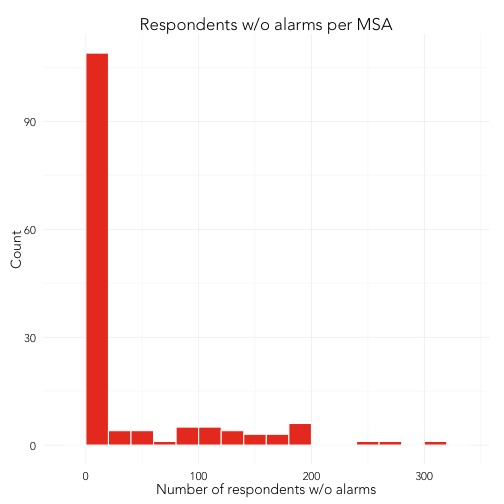 Respondents w/o alarms per MSA
Count
90
60
30
0
0 100 200 300
Number of respondents w/o alarms